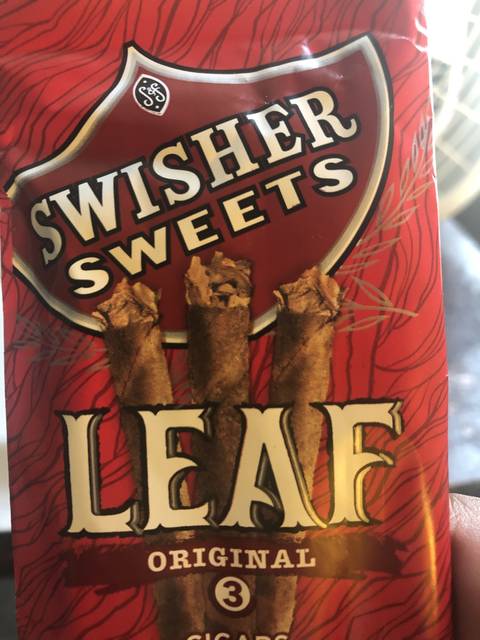 S&S
SWISHER
SWEETS
LEAF
ORIGINAL
3
CIGARS